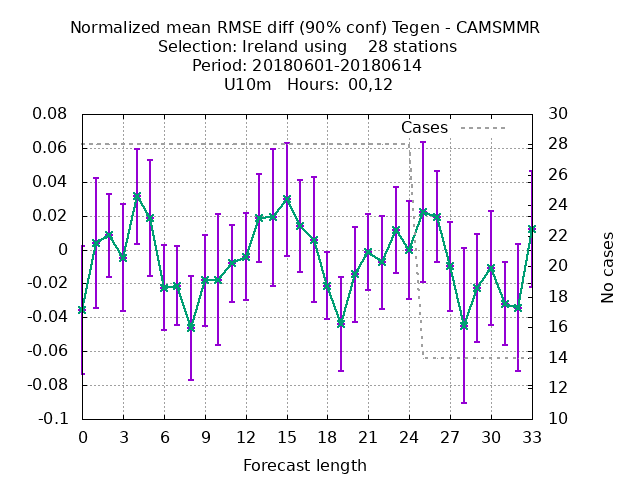 Normalized mean RMSE diff (90% conf) Tegen - CAMSMMR
Selection: Ireland using 28 stations
Period: 20180601-20180614
U10m Hours: 00,12
Cases
0.08
0.06
0.04
0.02
0
-0.02
-0.04
-0.06
-0.08
-0.1
30
28
26
24
22
20
18
16
14
12
10
No cases
0 3 6 9 12 15 18 21 24 27 30 33
Forecast length